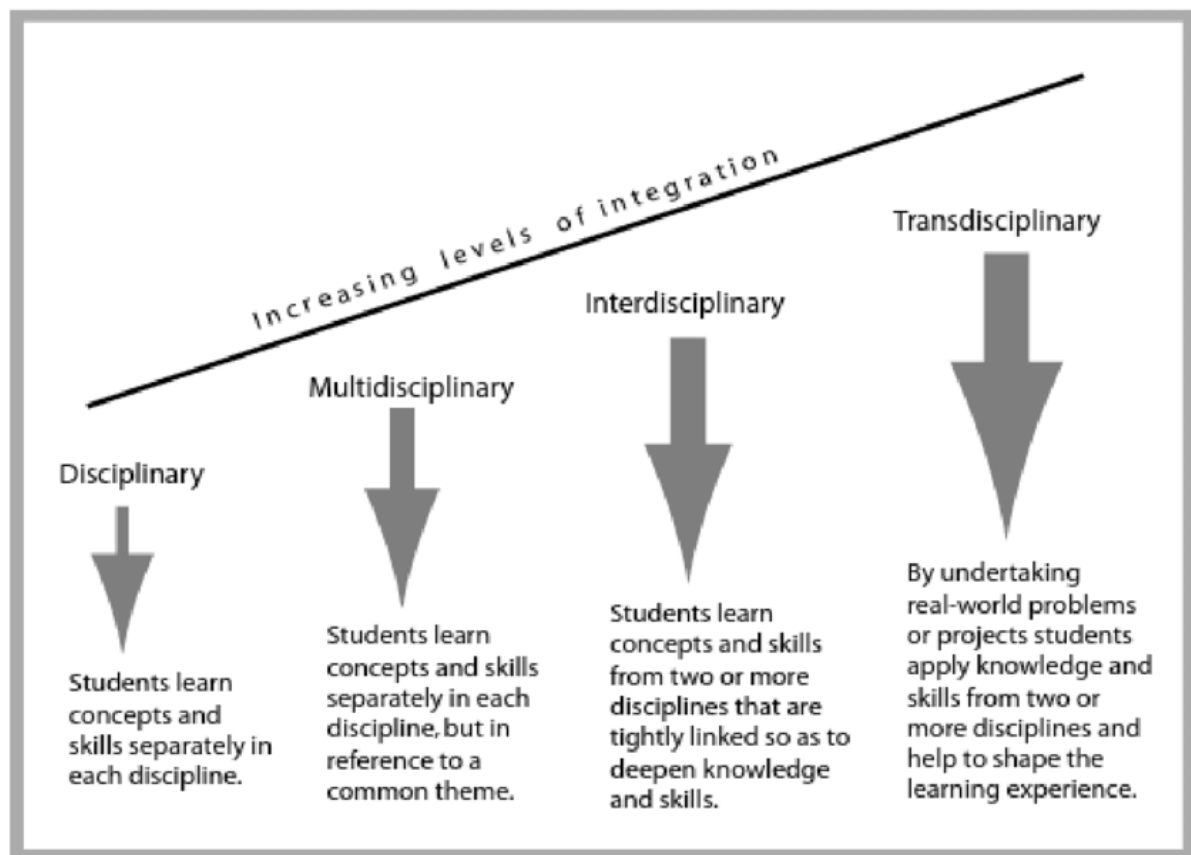 Increasing levels of integration
Transdisciplinary
Interdisciplinary
Multidisciplinary
Disciplinary
Students learn
concepts and
skills separately in
each discipline.
Students learn
concepts and skills
separately in each
discipline, but in
reference to a
common theme.
Students learn
concepts and skills
from two or more
disciplines that are
tightly linked so as to
deepen knowledge
and skills.
By undertaking
real-world problems
or projects students
apply knowledge and
skills from two or
more disciplines and
help to shape the
learning experience.